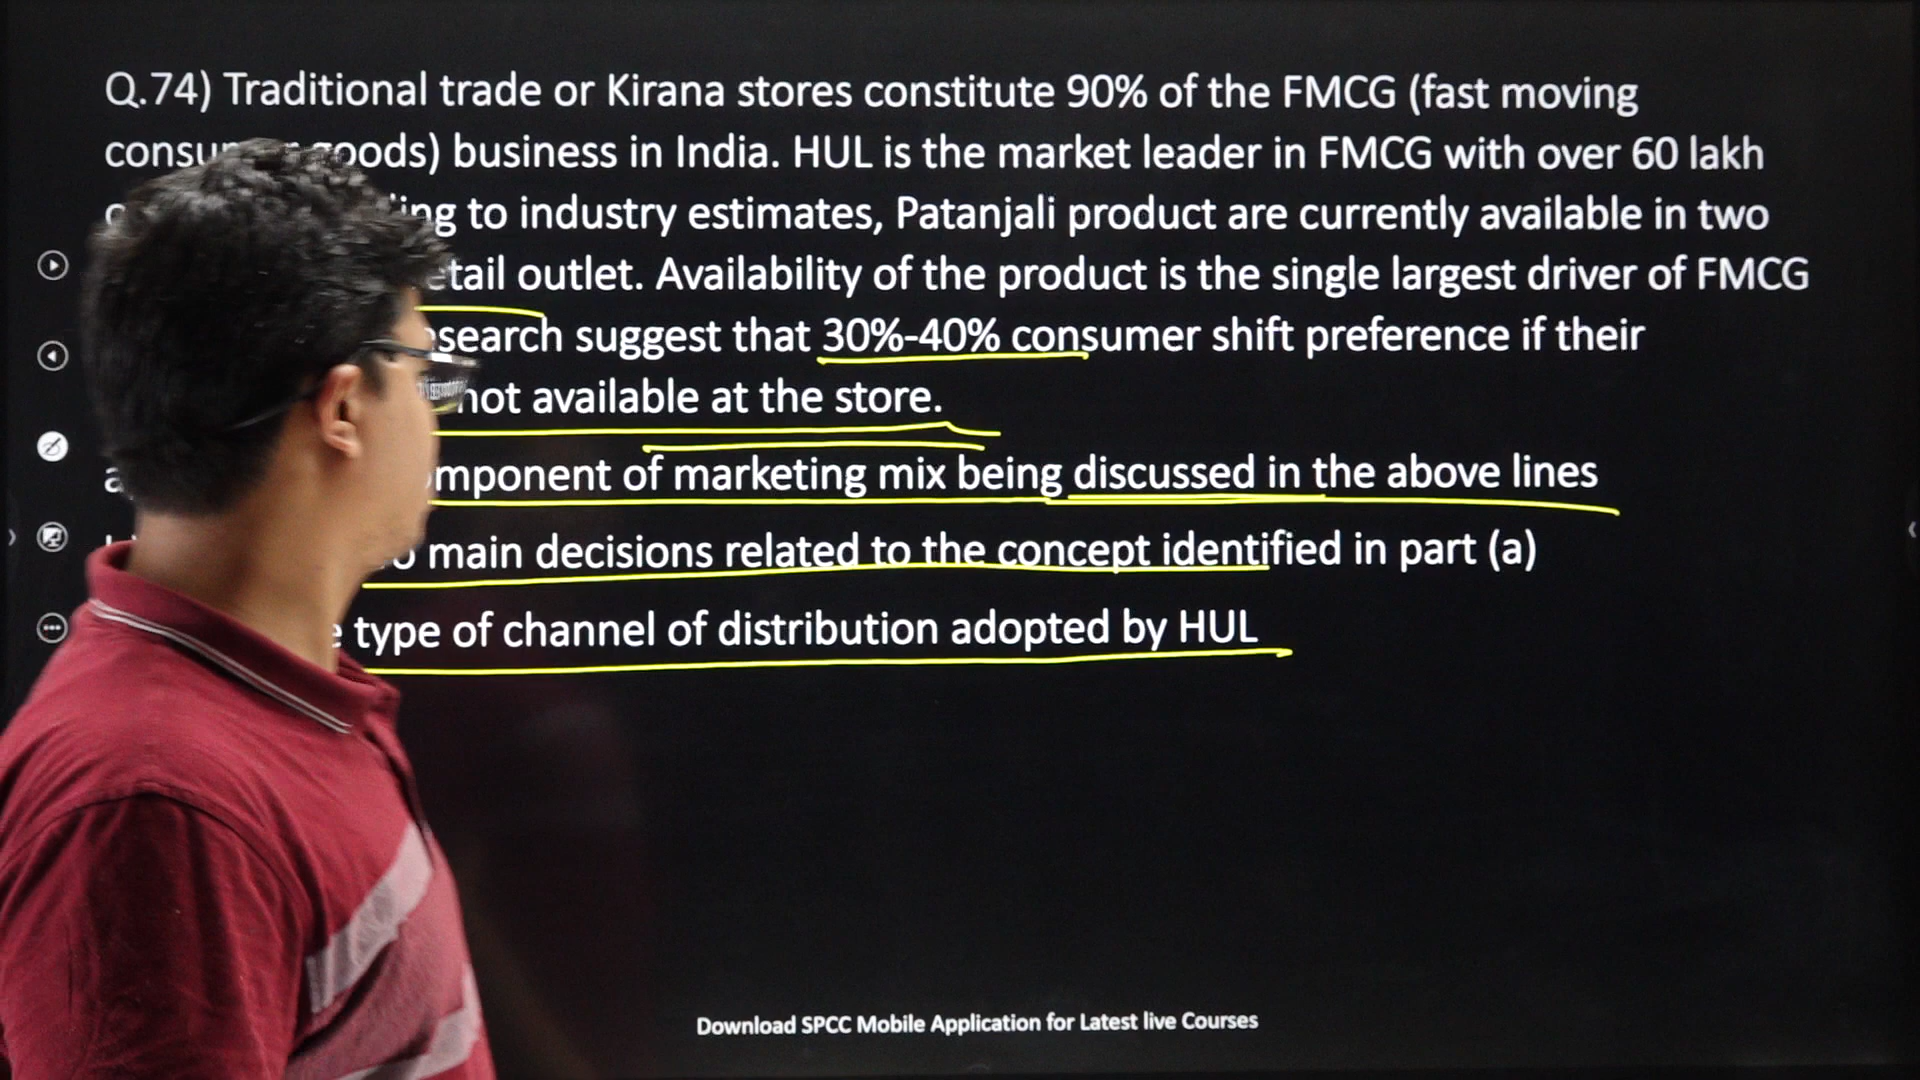 Q.74) Traditional trade or Kirana stores constitute 90% of the FMCG (fast moving
goods) business in India. HUL is the market leader in FMCG with over 60 lakh
to industry estimates, Patanjali product are currently available in two
outlet. Availability of the product is the single largest driver of FMCG
suggest that 30%-40% consumer shift preference if their
not available at the store.
of marketing mix being discussed in the above lines
main decisions related to the concept identified in part (a)
type of channel of distribution adopted by HUL
Download SPCC Mobile Application for Latest live Courses